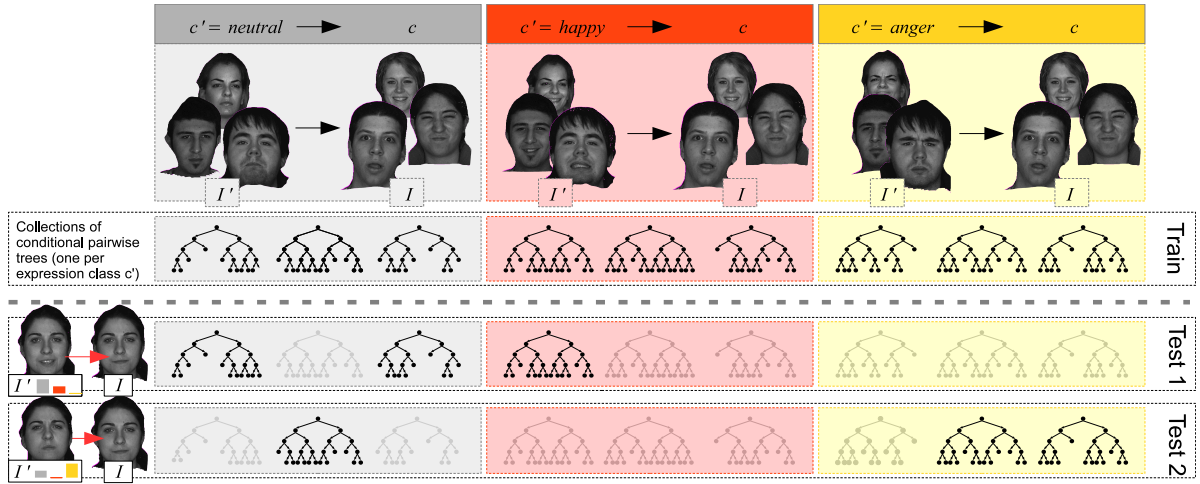 c' = neutral → c
c' = happy → c
c' = anger → c
I' I
I' I
I' I
Collections of
conditional pairwise
trees (one per
expression class c')
Train
I' I
Test 1
I' I
Test 2